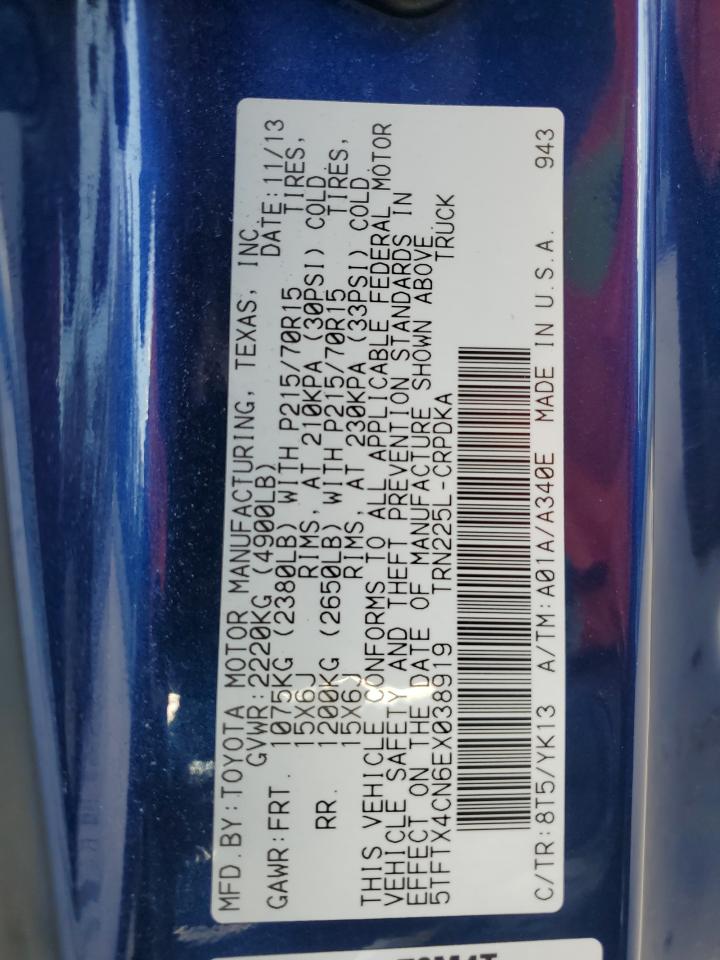 MFD.BY:TOYOTA MOTOR MANUFACTURING, TEXAS, INC.
GVWR:2220KG (4900LB) DATE:11/13
GAWR:FRT. 1075KG (2380LB) WITH P215/70R15 TIRES,
15X6J RIMS, AT 210KPA (30PSI) COLD
RR. 1200KG (2650LB) WITH P215/70R15 TIRES,
15X6J RIMS, AT 230KPA (33PSI) COLD
THIS VEHICLE CONFORMS TO ALL APPLICABLE FEDERAL MOTOR
VEHICLE SAFETY AND THEFT PREVENTION STANDARDS IN
EFFECT ON THE DATE OF MANUFACTURE SHOWN ABOVE.
5TFTX4CN6EX038919 TRN225L-CRPDKA TRUCK
C/TR:8T5/YK13 A/TM:A01A/A340E MADE IN U.S.A. 943